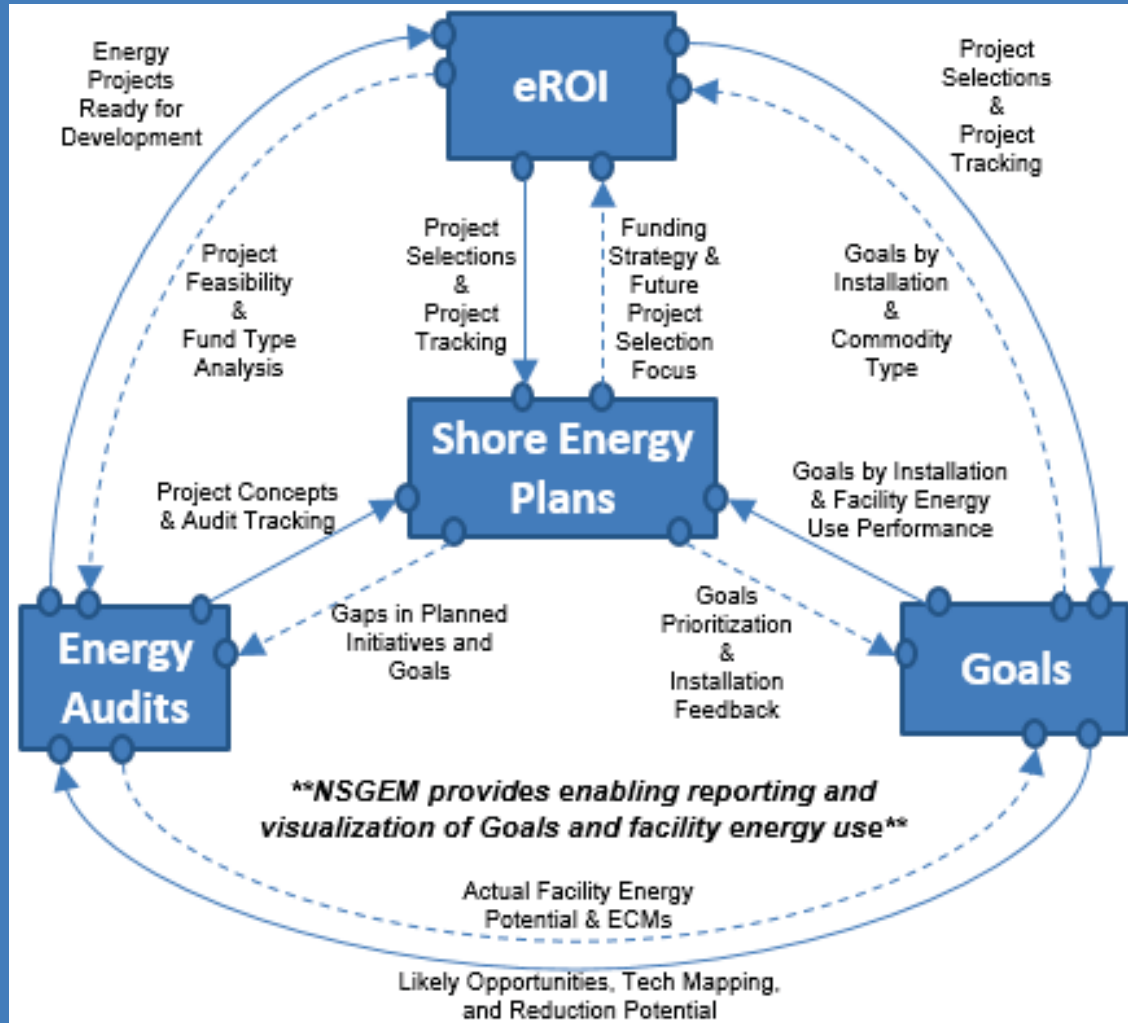 Energy
Projects
Ready for
Development
eROI
Project
Selections
&
Project
Tracking
Project
Feasibility
&
Fund Type
Analysis
Project
Selections
&
Project
Tracking
Funding
Strategy &
Future
Project
Selection
Focus
Goals by
Installation
&
Commodity
Type
Shore Energy
Plans
Project Concepts
& Audit Tracking
Goals by Installation
& Facility Energy
Use Performance
Energy
Audits
Gaps in Planned
Initiatives and
Goals
Goals
Prioritization
&
Installation
Feedback
Goals
**NSGEM provides enabling reporting and
visualization of Goals and facility energy use**
Actual Facility Energy
Potential & ECMs
Likely Opportunities, Tech Mapping,
and Reduction Potential